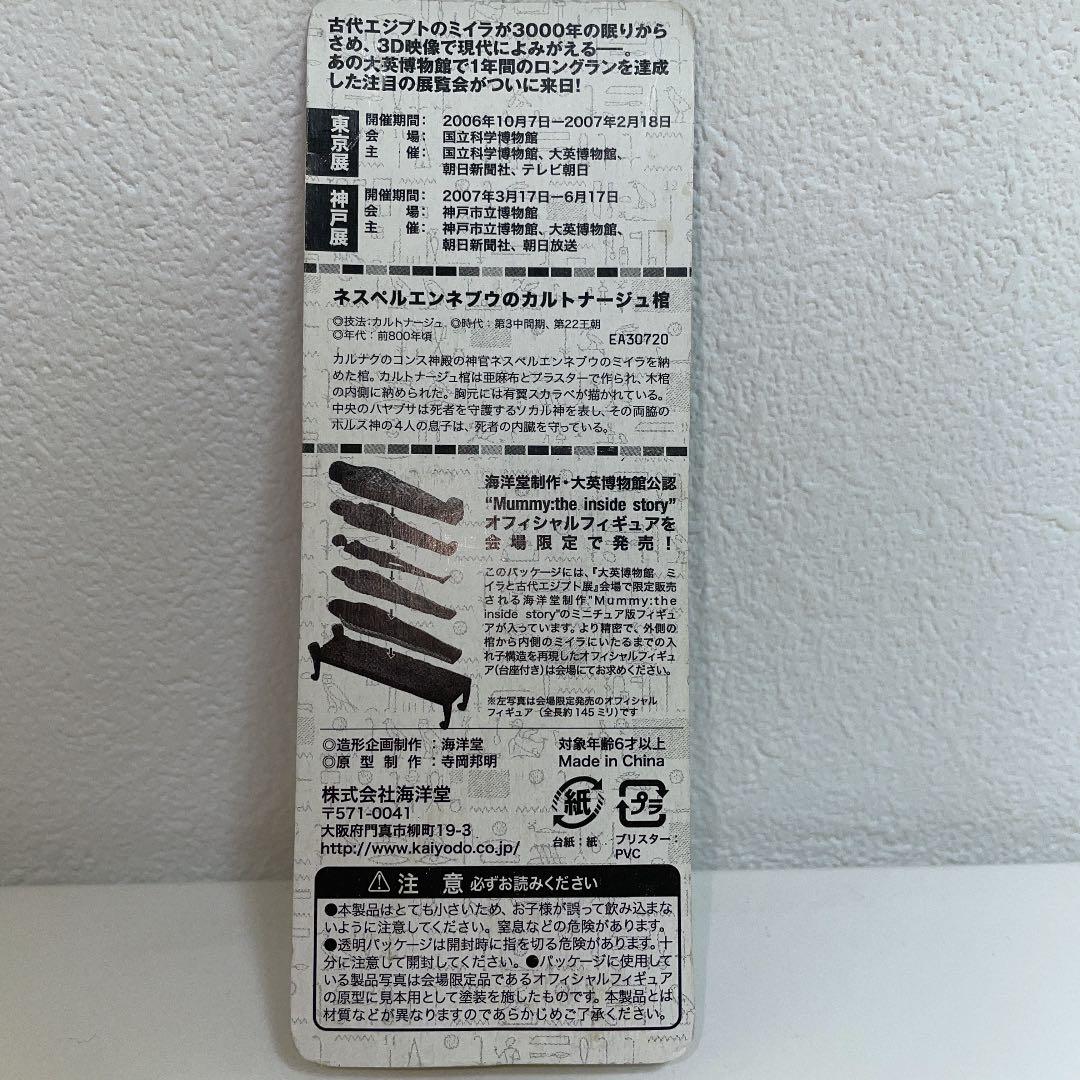 古代エジプトのミイラが3000年の眠りから
さめ、3D映像で現代によみがえる──。
あの大英博物館で1年間のロングランを達成
した注目の展覧会がついに来日!
東京展
開催期間： 2006年10月7日—2007年2月18日
会　　場： 国立科学博物館
主　　催： 国立科学博物館、大英博物館、
朝日新聞社、テレビ朝日
神戸展
開催期間： 2007年3月17日—6月17日
会　　場： 神戸市立博物館
主　　催： 神戸市立博物館、大英博物館、
朝日新聞社、朝日放送
ネスペルエンネブウのカルトナージュ棺
◎技法：カルトナージュ ◎時代：第3中間期、第22王朝
◎年代：前800年頃
EA30720
カルナクのコンス神殿の神官ネスペルエンネブウのミイラを納
めた棺。カルトナージュ棺は亜麻布とプラスターで作られ、木棺
の内側に納められた。胸元には有翼スカラベが描かれている。
中央のハヤブサは死者を守護するソカル神を表し、その両脇の
ホルス神の4人の息子は、死者の内臓を守っている。
海洋堂制作・大英博物館公認
“Mummy:the inside story”
オフィシャルフィギュアを
会場限定で発売！
このパッケージには、『大英博物館　ミ
イラと古代エジプト展』会場で限定販売
される海洋堂制作"Mummy:the
inside story"のミニチュア版フィギュ
アが入っています。より精密で、外側の
棺から内側のミイラにいたるまでの入
れ子構造を再現したオフィシャルフィギュ
ア(台座付き)は会場にてお求めください。
※左写真は会場限定発売のオフィシャル
フィギュア（全長約145ミリ）です
◎造形企画制作：海洋堂
◎原型制作：寺岡邦明
対象年齢6才以上
Made in China
株式会社海洋堂
〒571-0041
大阪府門真市柳町19-3
http://www.kaiyodo.co.jp/
紙
台紙：紙
プラ
ブリスター：
PVC
⚠注　意 必ずお読みください
●本製品はとても小さいため、お子様が誤って飲み込まな
いように注意してください。窒息などの危険があります。
●透明パッケージは開封時に指を切る危険があります。十
分に注意して開封してください。●パッケージに使用して
いる製品写真は会場限定品であるオフィシャルフィギュア
の原型に見本用として塗装を施したものです。本製品とは
材質などが異なりますのであらかじめご了承ください。